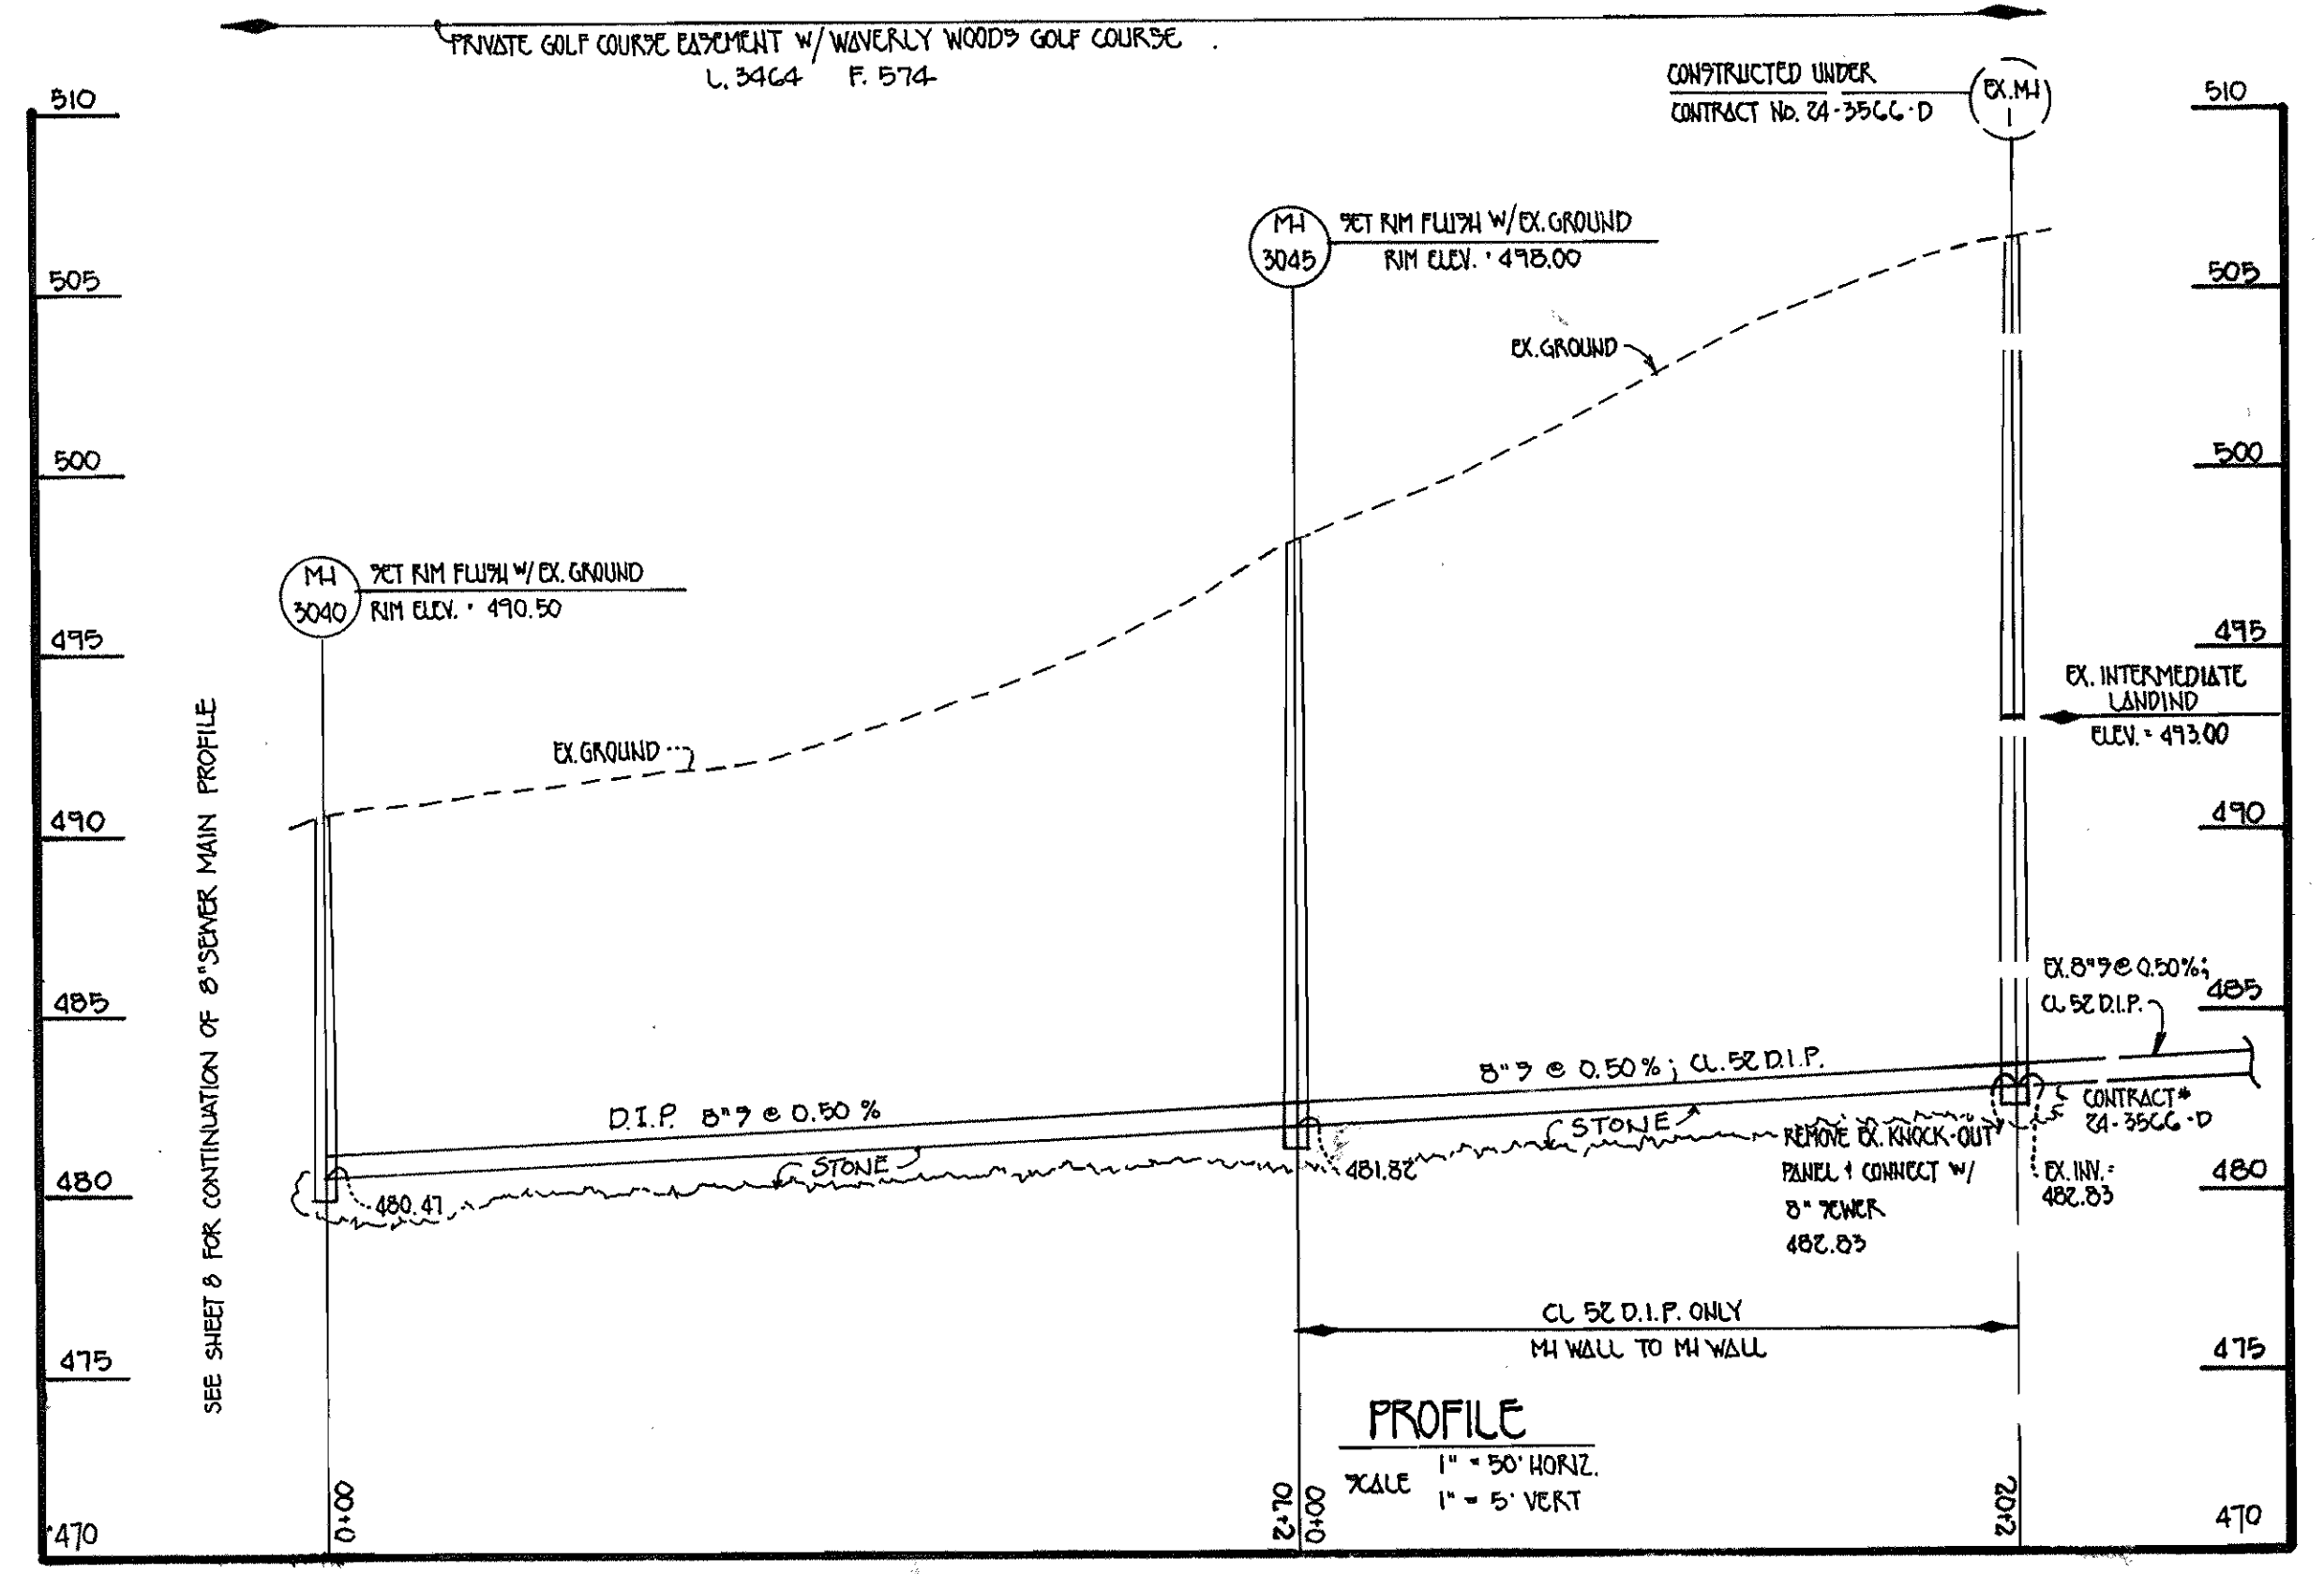 PRIVATE GOLF COURSE EASEMENT W/ WAVERLY WOODS GOLF COURSE
L. 3464 F. 574
CONSTRUCTED UNDER
CONTRACT NO. 24-3566-D
EX. MH
1
510
510
MH
3045
SET RIM FLUSH W/ EX. GROUND
RIM ELEV. = 498.00
505
505
EX. GROUND
500
500
MH
3040
SET RIM FLUSH W/ EX. GROUND
RIM ELEV. = 490.50
495
495
EX. INTERMEDIATE
LANDIND
ELEV. = 493.00
EX. GROUND
SEE SHEET 8 FOR CONTINUATION OF 8" SEWER MAIN PROFILE
490
490
EX. 8"S @ 0.50%;
CL 52 D.I.P.
485
485
8"S @ 0.50%; CL. 52 D.I.P.
D.I.P. 8"S @ 0.50%
STONE
STONE
480.47
481.82
REMOVE EX. KNOCK-OUT
PANEL & CONNECT W/
8" SEWER
482.83
CONTRACT #
24-3566-D
EX. INV. =
482.83
480
480
CL 52 D.I.P. ONLY
MH WALL TO MH WALL
475
475
PROFILE
SCALE
1" = 50' HORIZ.
1" = 5' VERT
0+00
2+70
0+00
2+02
470
470